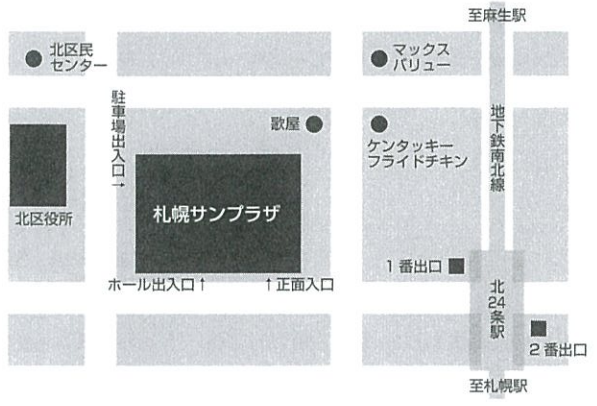 至麻生駅
北区民
センター
マックス
バリュー
駐車場出入口→
歌屋
ケンタッキー
フライドチキン
地下鉄南北線
札幌サンプラザ
北区役所
1番出口
ホール出入口↑
↑正面入口
北24条駅
2番出口
至札幌駅